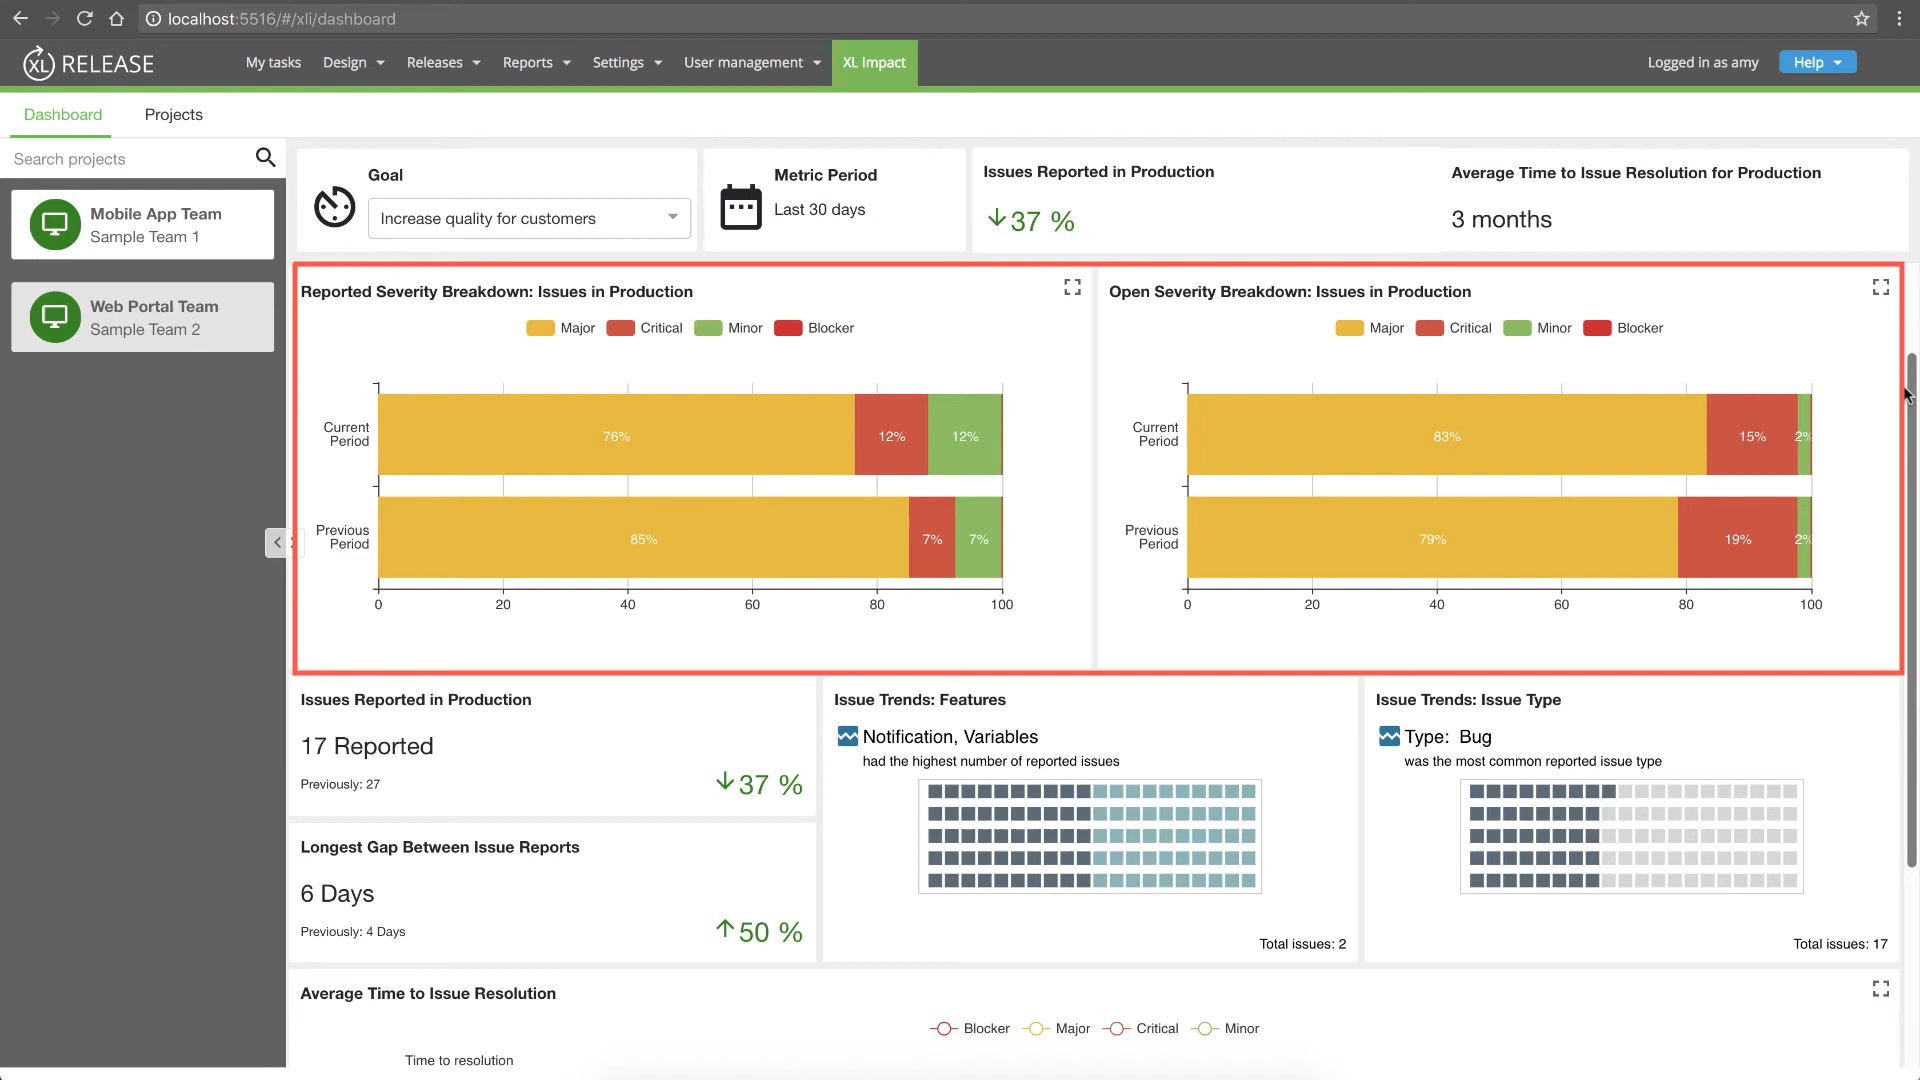 localhost:5516/#/xli/dashboard
XL RELEASE
My tasks
Design
Releases
Reports
Settings
User management
XL Impact
Logged in as amy
Help
Dashboard
Projects
Search projects
Mobile App Team
Sample Team 1
Web Portal Team
Sample Team 2
Goal
Increase quality for customers
Metric Period
Last 30 days
Issues Reported in Production
37 %
Average Time to Issue Resolution for Production
3 months
Reported Severity Breakdown: Issues in Production
Major Critical Minor Blocker
Current
Period
76% 12% 12%
Previous
Period
85% 7% 7%
0 20 40 60 80 100
Open Severity Breakdown: Issues in Production
Major Critical Minor Blocker
Current
Period
83% 15% 2%
Previous
Period
79% 19% 2%
0 20 40 60 80 100
Issues Reported in Production
17 Reported
Previously: 27
37 %
Longest Gap Between Issue Reports
6 Days
Previously: 4 Days
50 %
Issue Trends: Features
Notification, Variables
had the highest number of reported issues
Total issues: 2
Issue Trends: Issue Type
Type: Bug
was the most common reported issue type
Total issues: 17
Average Time to Issue Resolution
Blocker Major Critical Minor
Time to resolution